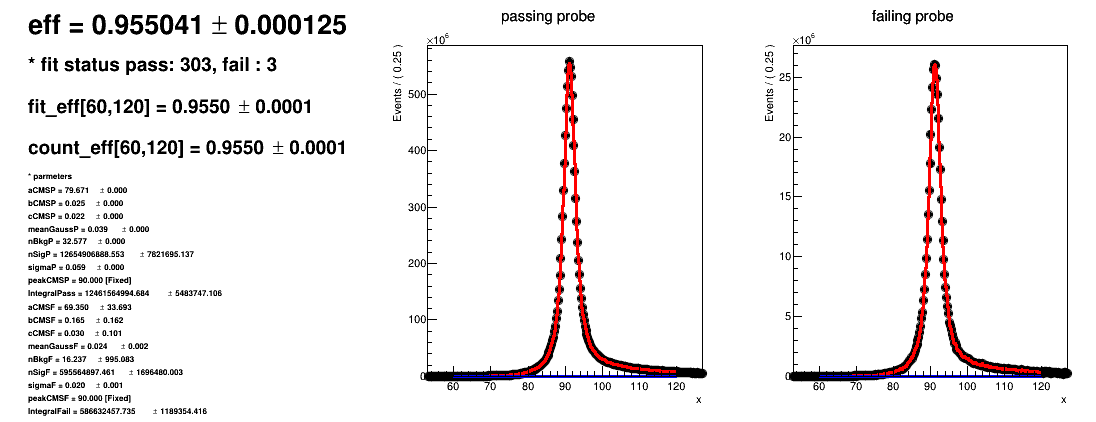 eff = 0.955041 ± 0.000125
* fit status pass: 303, fail : 3
fit_eff[60,120] = 0.9550 ± 0.0001
count_eff[60,120] = 0.9550 ± 0.0001
* parmeters
aCMSP = 79.671 ± 0.000
bCMSP = 0.025 ± 0.000
cCMSP = 0.022 ± 0.000
meanGaussP = 0.039 ± 0.000
nBkgP = 32.577 ± 0.000
nSigP = 12654906888.553 ± 7821695.137
sigmaP = 0.059 ± 0.000
peakCMSP = 90.000 [Fixed]
IntegralPass = 12461564994.684 ± 5483747.106
aCMSF = 69.350 ± 33.693
bCMSF = 0.165 ± 0.162
cCMSF = 0.030 ± 0.101
meanGaussF = 0.024 ± 0.002
nBkgF = 16.237 ± 995.083
nSigF = 595564897.461 ± 1696480.003
sigmaF = 0.020 ± 0.001
peakCMSF = 90.000 [Fixed]
IntegralFail = 586632457.735 ± 1189354.416
passing probe
×10⁶
Events / ( 0.25 )
500
400
300
200
100
0
60 70 80 90 100 110 120
x
failing probe
×10⁶
Events / ( 0.25 )
25
20
15
10
5
0
60 70 80 90 100 110 120
x